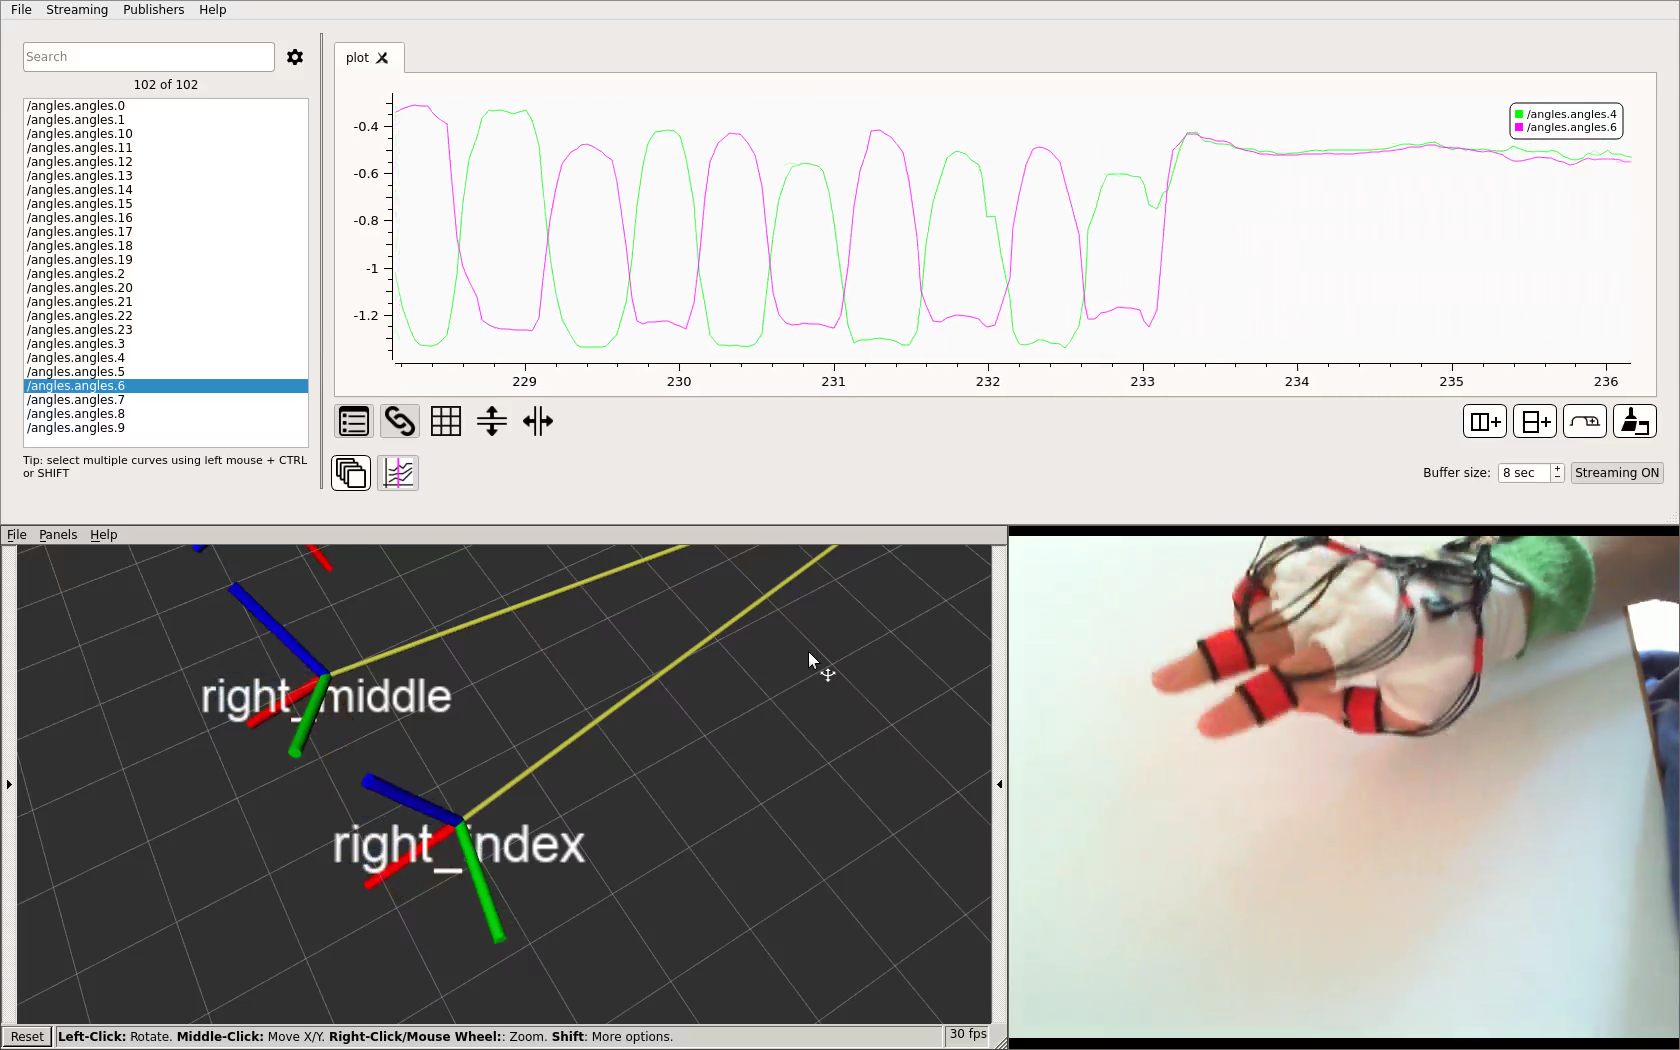 File Streaming Publishers Help
Search
102 of 102
/angles.angles.0
/angles.angles.1
/angles.angles.10
/angles.angles.11
/angles.angles.12
/angles.angles.13
/angles.angles.14
/angles.angles.15
/angles.angles.16
/angles.angles.17
/angles.angles.18
/angles.angles.19
/angles.angles.2
/angles.angles.20
/angles.angles.21
/angles.angles.22
/angles.angles.23
/angles.angles.3
/angles.angles.4
/angles.angles.5
/angles.angles.6
/angles.angles.7
/angles.angles.8
/angles.angles.9
Tip: select multiple curves using left mouse + CTRL
or SHIFT
plot
/angles.angles.4
/angles.angles.6
-0.4
-0.6
-0.8
-1
-1.2
229 230 231 232 233 234 235 236
Buffer size: 8 sec Streaming ON
File Panels Help
right_middle
right_index
Reset Left-Click: Rotate. Middle-Click: Move X/Y. Right-Click/Mouse Wheel:: Zoom. Shift: More options. 30 fps